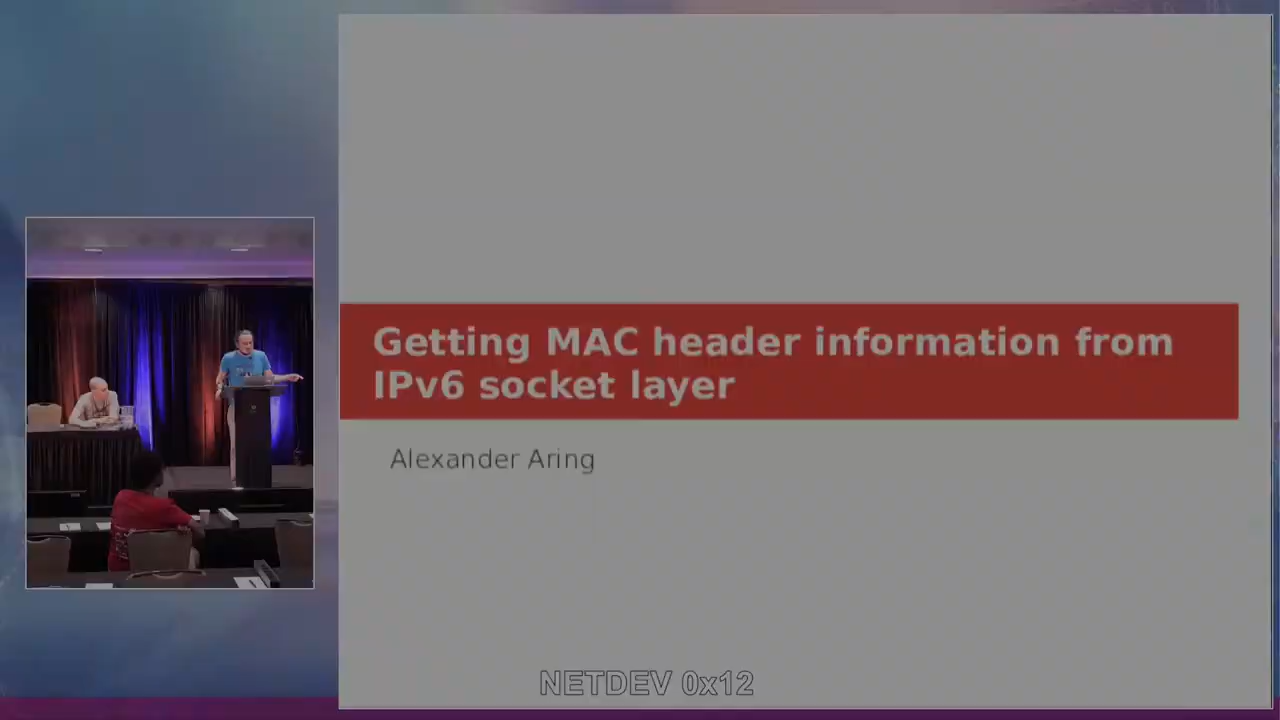 Getting MAC header information from
IPv6 socket layer
Alexander Aring
NETDEV 0x12